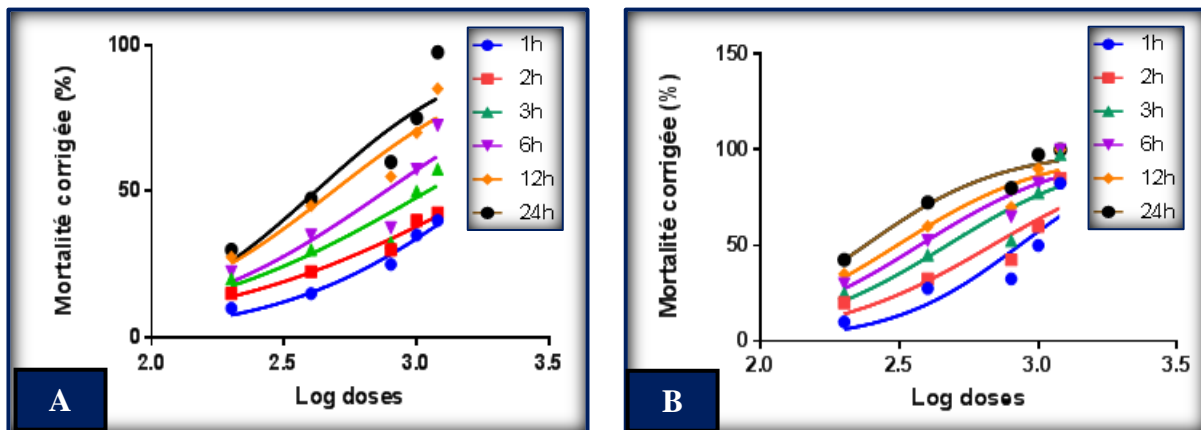 Mortalité corrigée (%)
100
50
0
2.0
2.5
3.0
3.5
Log doses
1h
2h
3h
6h
12h
24h
A
Mortalité corrigée (%)
150
100
50
0
2.0
2.5
3.0
3.5
Log doses
1h
2h
3h
6h
12h
24h
B